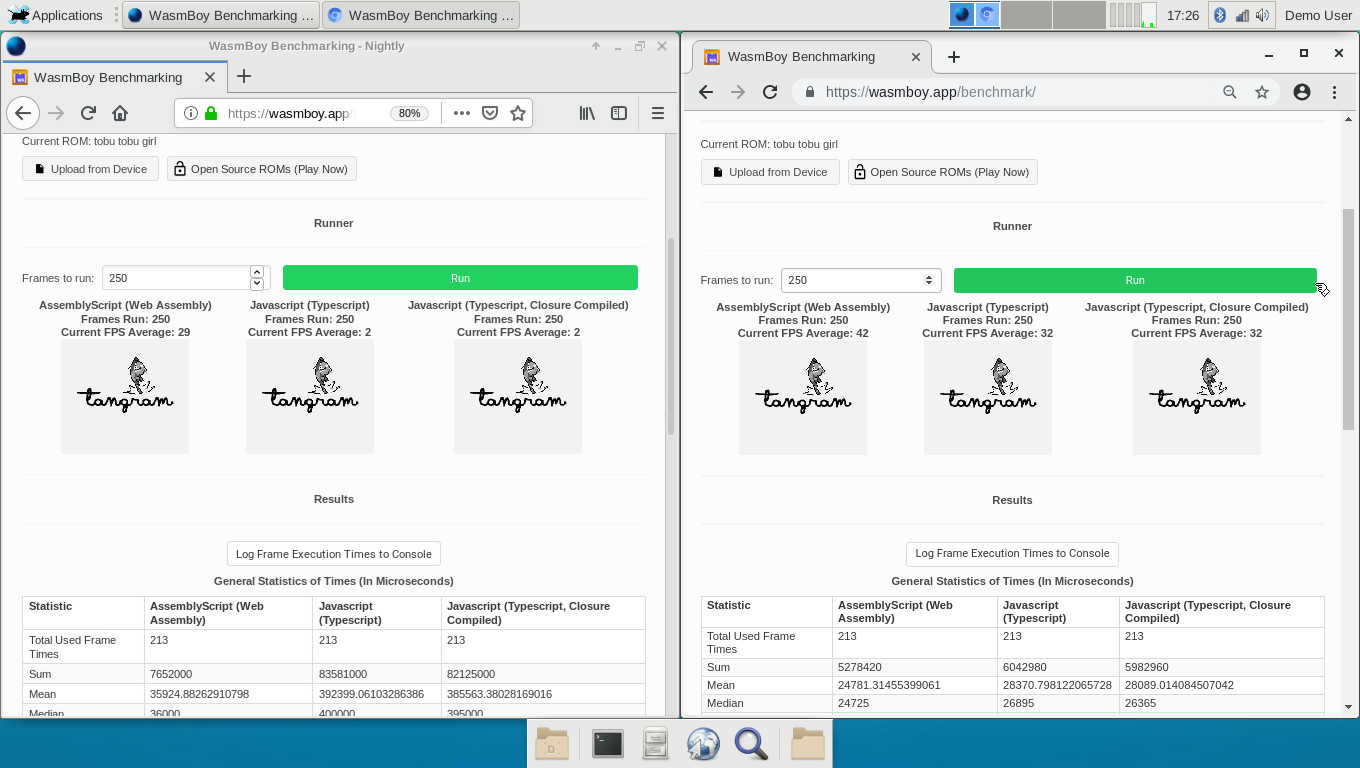 Applications
WasmBoy Benchmarking ...
WasmBoy Benchmarking ...
17:26
Demo User
WasmBoy Benchmarking - Nightly
WasmBoy Benchmarking
https://wasmboy.app/
80%
Current ROM: tobu tobu girl
Upload from Device
Open Source ROMs (Play Now)
Runner
Frames to run:
250
Run
AssemblyScript (Web Assembly)
Frames Run: 250
Current FPS Average: 29
tangram
Javascript (Typescript)
Frames Run: 250
Current FPS Average: 2
tangram
Javascript (Typescript, Closure Compiled)
Frames Run: 250
Current FPS Average: 2
tangram
Results
Log Frame Execution Times to Console
General Statistics of Times (In Microseconds)
Statistic
AssemblyScript (Web
Assembly)
Javascript
(Typescript)
Javascript (Typescript, Closure
Compiled)
Total Used Frame
Times
213
213
213
Sum
7652000
83581000
82125000
Mean
35924.88262910798
392399.06103286386
385563.38028169016
Median
36000
400000
395000
WasmBoy Benchmarking
https://wasmboy.app/benchmark/
Current ROM: tobu tobu girl
Upload from Device
Open Source ROMs (Play Now)
Runner
Frames to run:
250
Run
AssemblyScript (Web Assembly)
Frames Run: 250
Current FPS Average: 42
tangram
Javascript (Typescript)
Frames Run: 250
Current FPS Average: 32
tangram
Javascript (Typescript, Closure Compiled)
Frames Run: 250
Current FPS Average: 32
tangram
Results
Log Frame Execution Times to Console
General Statistics of Times (In Microseconds)
Statistic
AssemblyScript (Web
Assembly)
Javascript
(Typescript)
Javascript (Typescript, Closure
Compiled)
Total Used Frame
Times
213
213
213
Sum
5278420
6042980
5982960
Mean
24781.31455399061
28370.798122065728
28089.014084507042
Median
24725
26895
26365